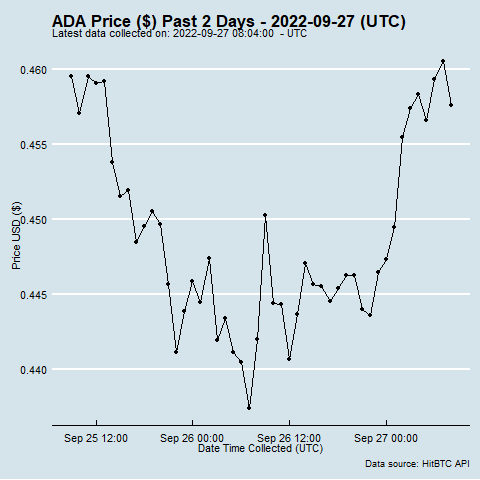 ADA Price ($) Past 2 Days - 2022-09-27 (UTC)
Latest data collected on: 2022-09-27 08:04:00 - UTC
0.460
0.455
0.450
0.445
0.440
Price USD ($)
Sep 25 12:00 Sep 26 00:00 Sep 26 12:00 Sep 27 00:00
Date Time Collected (UTC)
Data source: HitBTC API